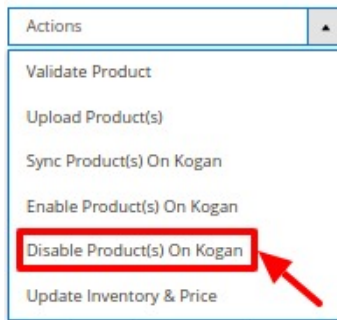 Actions
Validate Product
Upload Product(s)
Sync Product(s) On Kogan
Enable Product(s) On Kogan
Disable Product(s) On Kogan
Update Inventory & Price